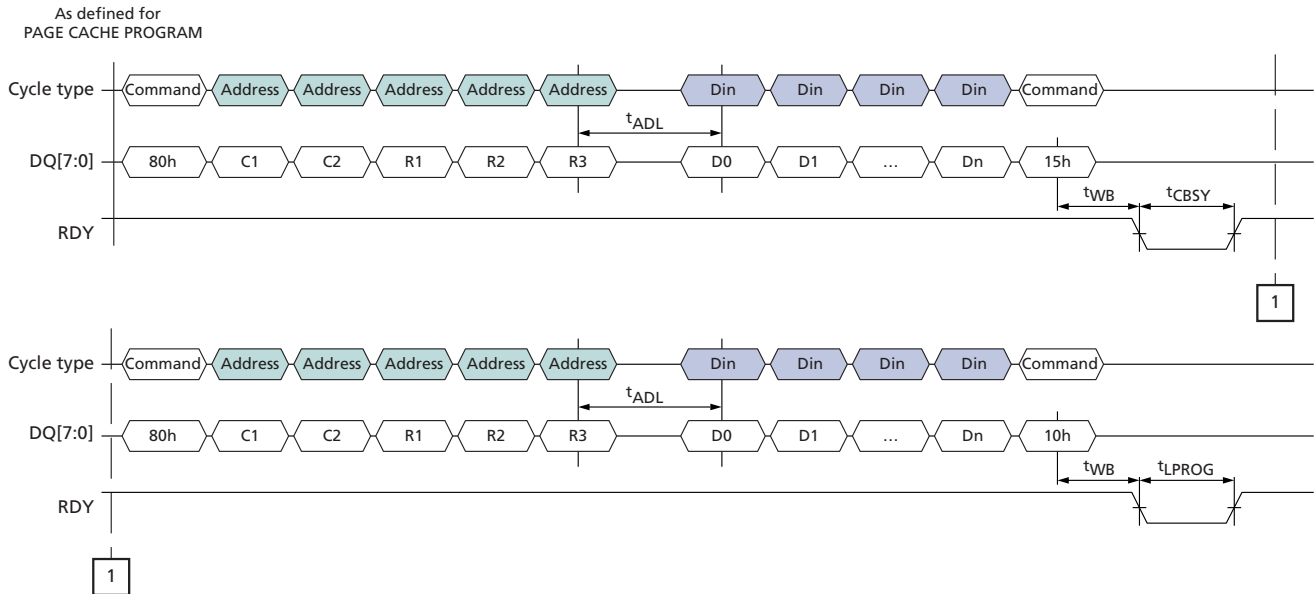 As defined for
PAGE CACHE PROGRAM
Cycle type Command Address Address Address Address Address Din Din Din Din Command
tADL
DQ[7:0] 80h C1 C2 R1 R2 R3 D0 D1 … Dn 15h
tWB tCBSY
RDY
1
Cycle type Command Address Address Address Address Address Din Din Din Din Command
tADL
DQ[7:0] 80h C1 C2 R1 R2 R3 D0 D1 … Dn 10h
tWB tLPROG
RDY
1